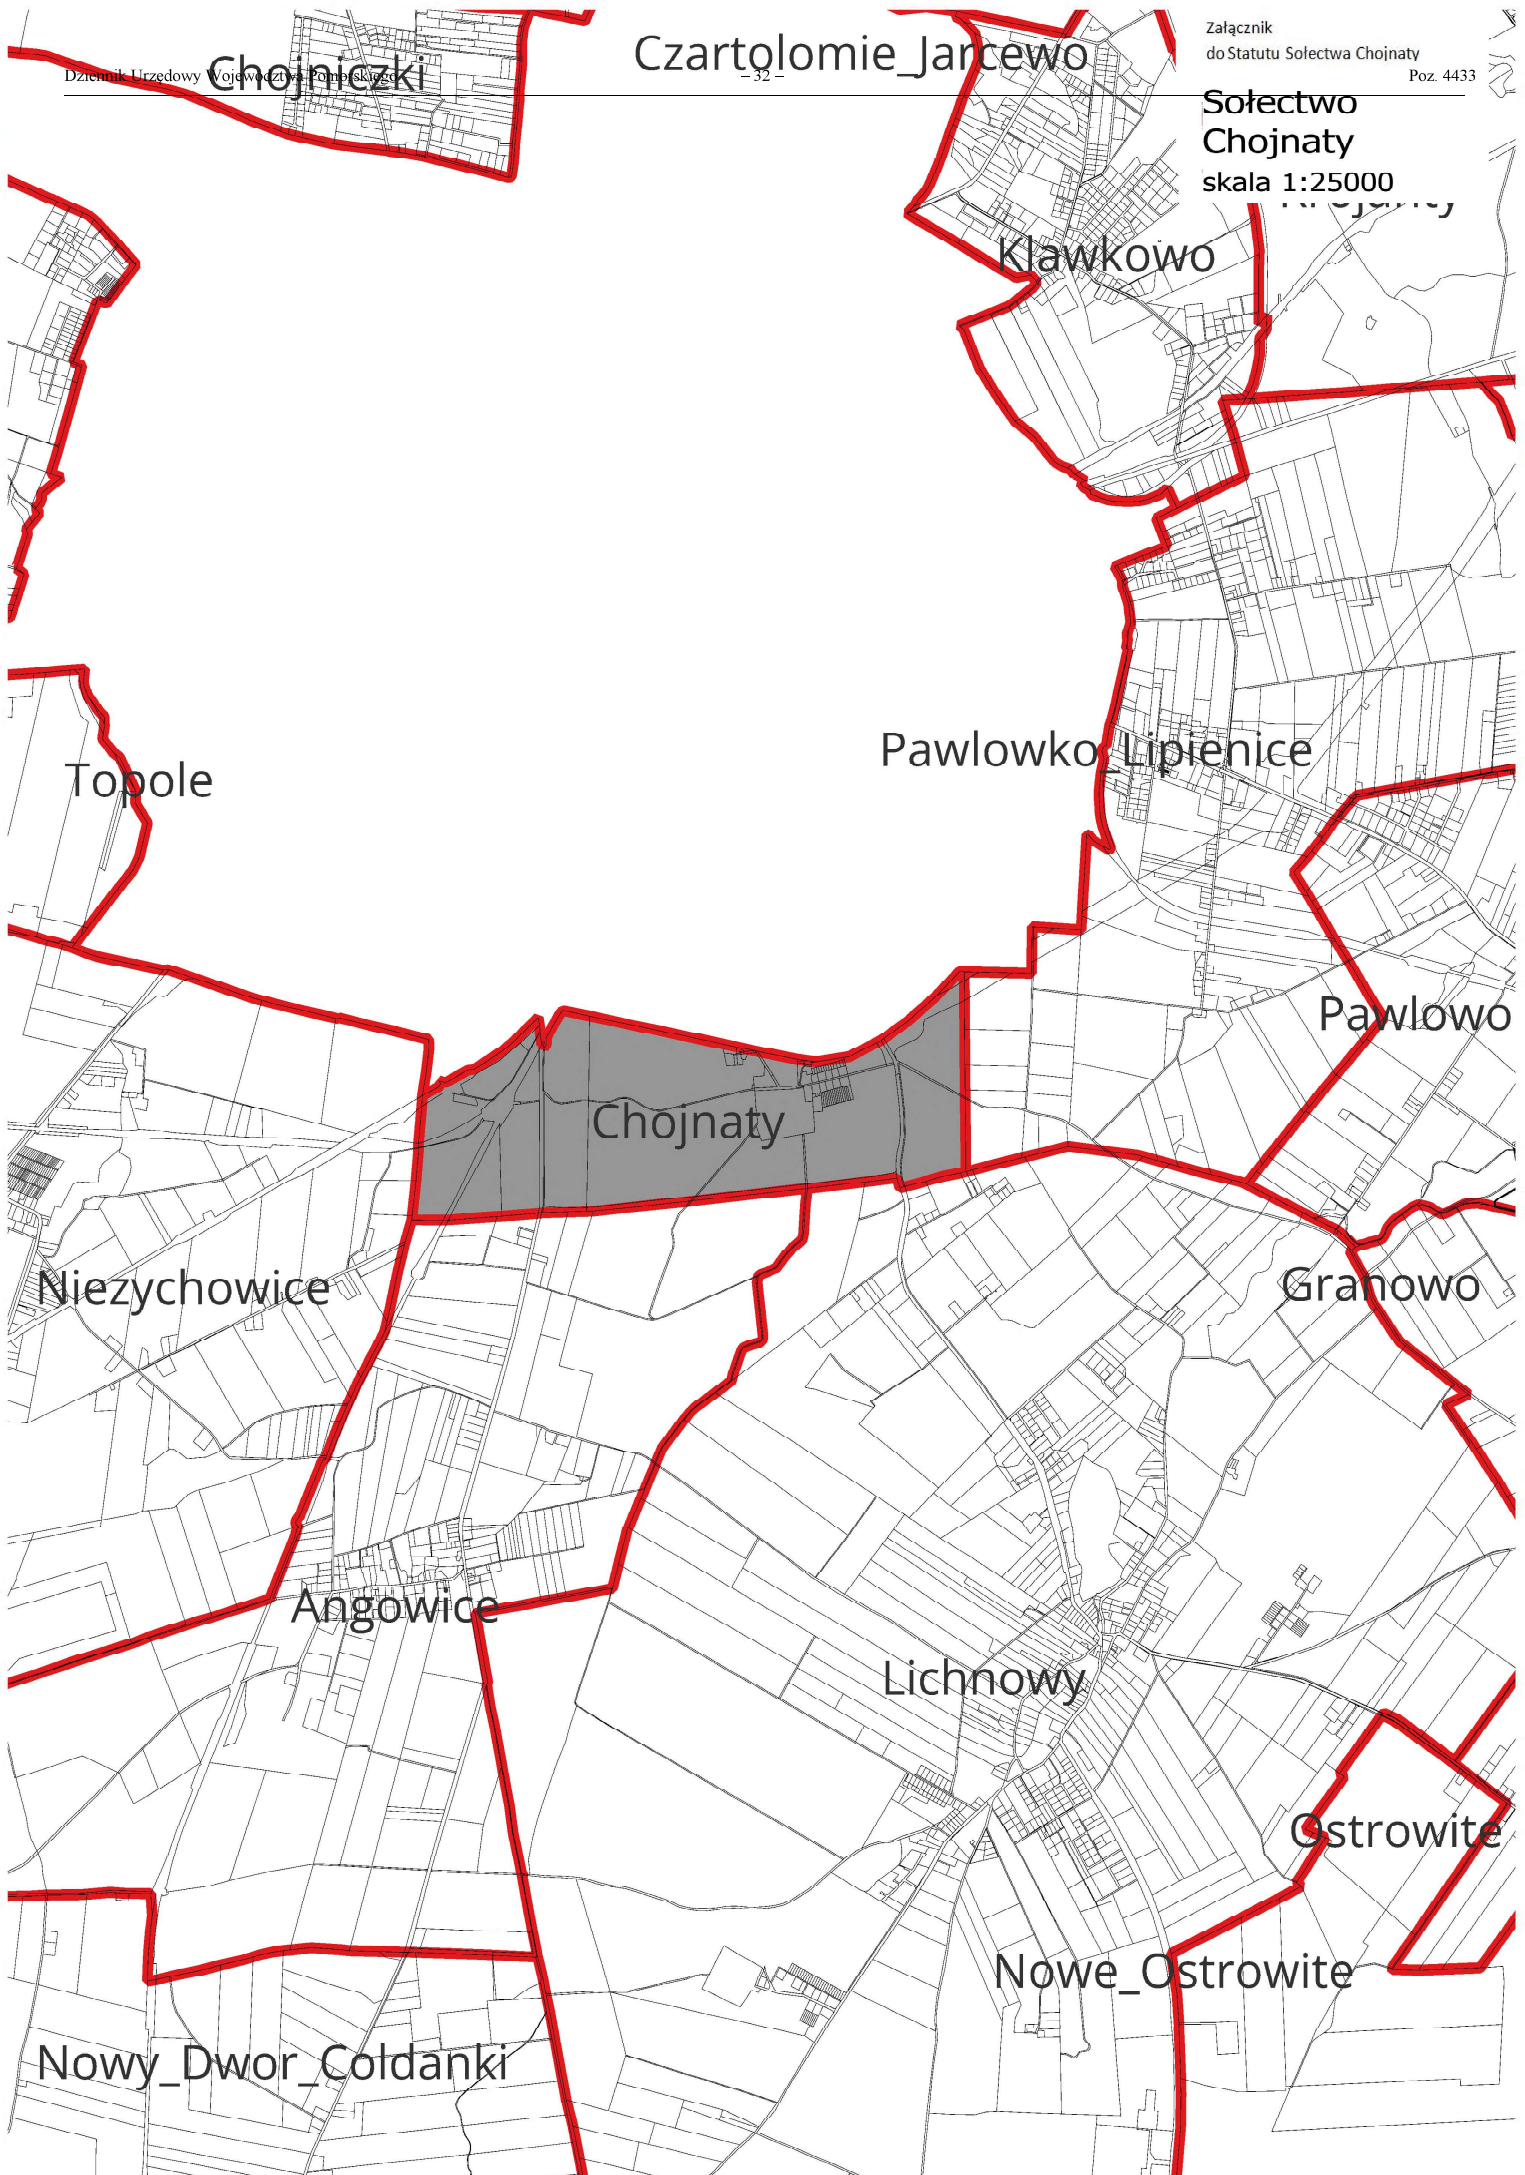 Załącznik
do Statutu Sołectwa Chojnaty
Dziennik Urzędowy Województwa Pomorskiego
– 32 –
Poz. 4433
Sołectwo
Chojnaty
skala 1:25000
Chojniczki
Czartolomie_Jarcewo
Krojanty
Klawkowo
Pawlowko_Lipienice
Topole
Pawlowo
Chojnaty
Niezychowice
Granowo
Angowice
Lichnowy
Ostrowite
Nowe_Ostrowite
Nowy_Dwor_Coldanki